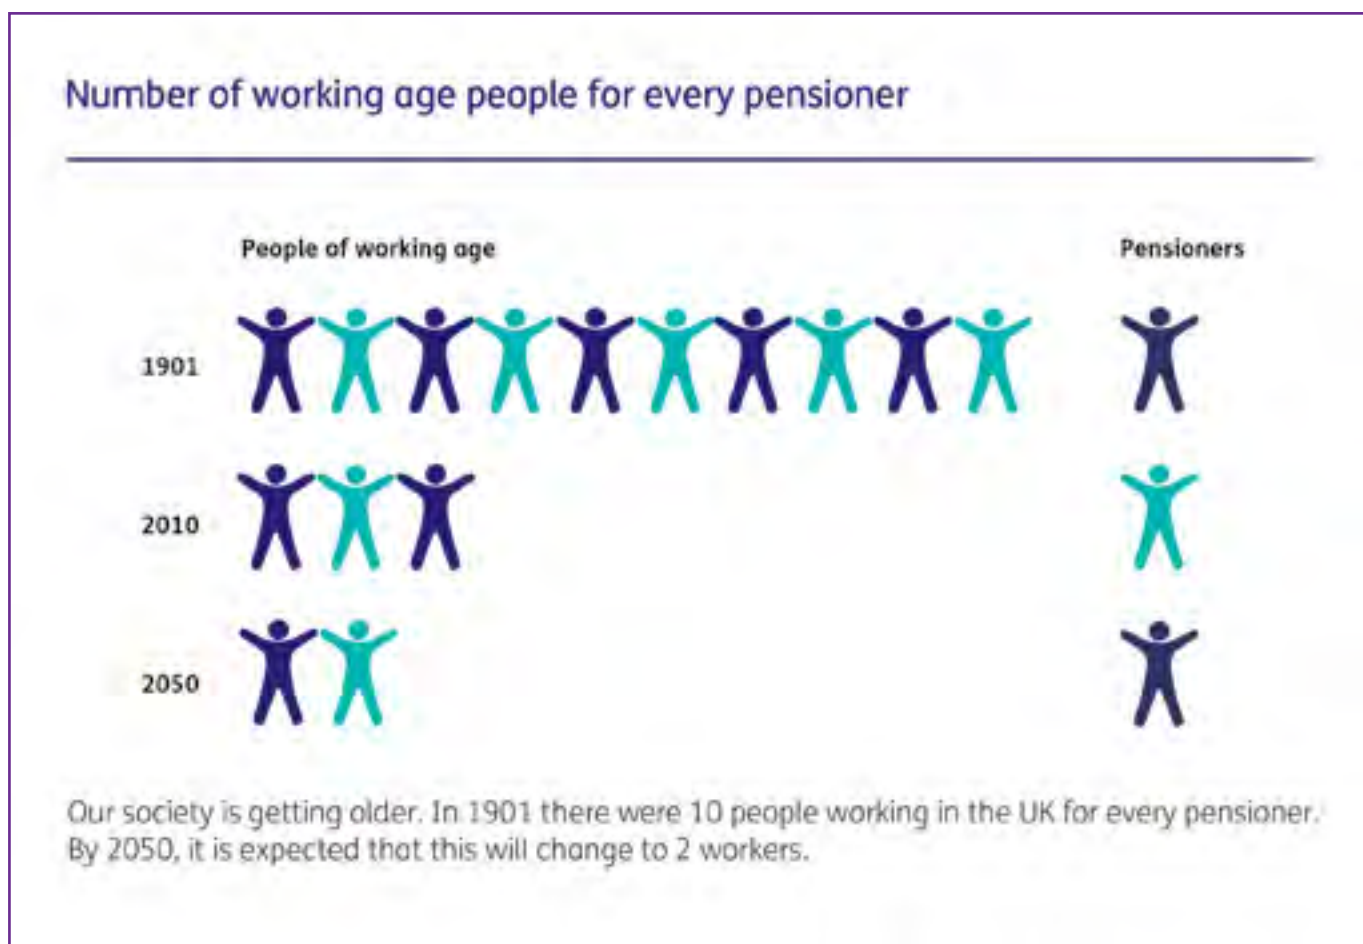 Number of working age people for every pensioner
People of working age
Pensioners
1901
2010
2050
Our society is getting older. In 1901 there were 10 people working in the UK for every pensioner.
By 2050, it is expected that this will change to 2 workers.